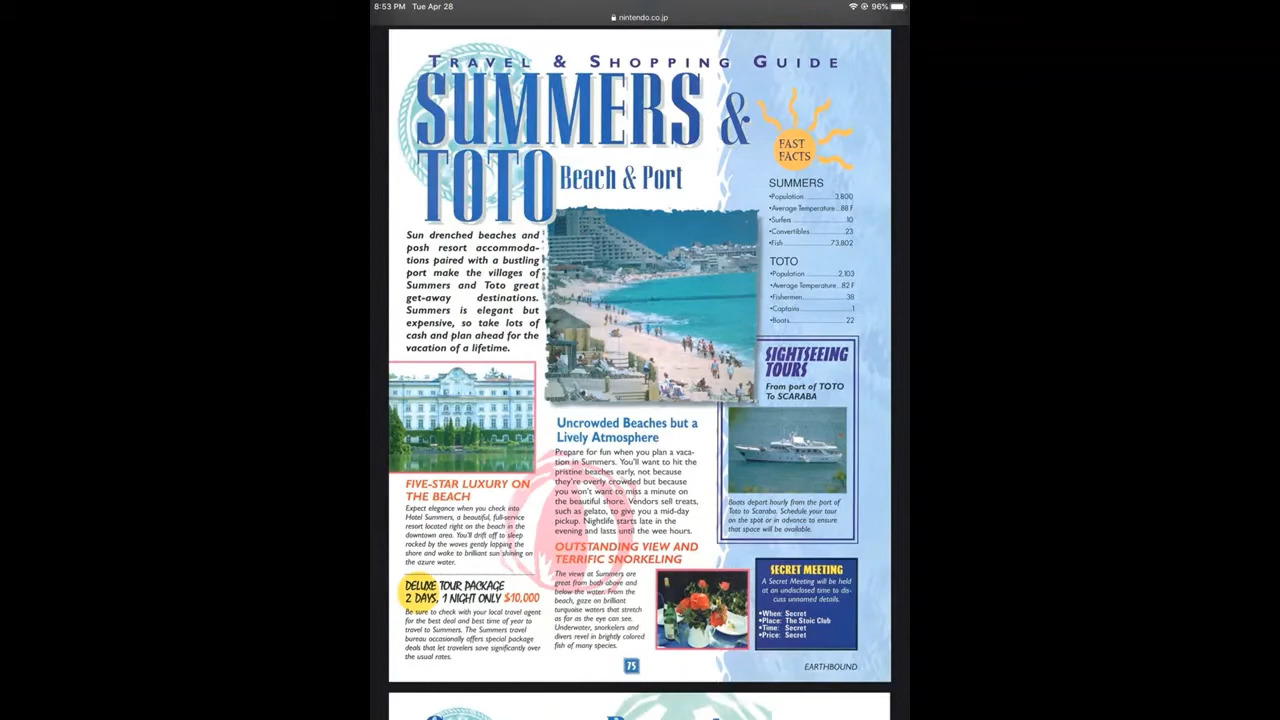 8:53 PM Tue Apr 28
96%
nintendo.co.jp
TRAVEL & SHOPPING GUIDE
SUMMERS &
TOTO Beach & Port
Sun drenched beaches and
posh resort accommoda-
tions paired with a bustling
port make the villages of
Summers and Toto great
get-away destinations.
Summers is elegant but
expensive, so take lots of
cash and plan ahead for the
vacation of a lifetime.
FIVE-STAR LUXURY ON
THE BEACH
Expect elegance when you check into
Hotel Summers, a beautiful, full-service
resort located right on the beach in the
downtown area. You'll drift off to sleep
rocked by the waves gently lapping the
shore and wake to brilliant sun shining on
the azure water.
DELUXE TOUR PACKAGE
2 DAYS, 1 NIGHT ONLY $10,000
Be sure to check with your local travel agent
for the best deal and best time of year to
travel to Summers. The Summers travel
bureau occasionally offers special package
deals that let travelers save significantly over
the usual rates.
Uncrowded Beaches but a
Lively Atmosphere
Prepare for fun when you plan a vaca-
tion in Summers. You'll want to hit the
pristine beaches early, not because
they're overly crowded but because
you won't want to miss a minute on
the beautiful shore. Vendors sell treats,
such as gelato, to give you a mid-day
pickup. Nightlife starts late in the
evening and lasts until the wee hours.
OUTSTANDING VIEW AND
TERRIFIC SNORKELING
The views at Summers are
great from both above and
below the water. From the
beach, gaze on brilliant
turquoise waters that stretch
as far as the eye can see.
Underwater, snorkelers and
divers revel in brightly colored
fish of many species.
FAST
FACTS
SUMMERS
•Population 3,800
•Average Temperature 88 F
•Surfers 10
•Convertibles 23
•Fish 73,802
TOTO
•Population 2,103
•Average Temperature 82 F
•Fishermen 38
•Captains 1
•Boats 22
SIGHTSEEING
TOURS
From port of TOTO
To SCARABA
Boats depart hourly from the port of
Toto to Scaraba. Schedule your tour
on the spot or in advance to ensure
that space will be available.
SECRET MEETING
A Secret Meeting will be held
at an undisclosed time to dis-
cuss unnamed details.
•When: Secret
•Place: The Stoic Club
•Time: Secret
•Price: Secret
75
EARTHBOUND